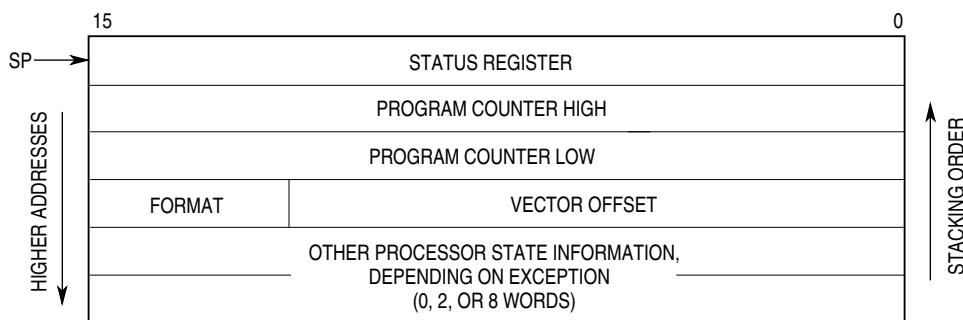 15 0
SP
STATUS REGISTER
PROGRAM COUNTER HIGH
PROGRAM COUNTER LOW
FORMAT VECTOR OFFSET
OTHER PROCESSOR STATE INFORMATION,
DEPENDING ON EXCEPTION
(0, 2, OR 8 WORDS)
HIGHER ADDRESSES
STACKING ORDER